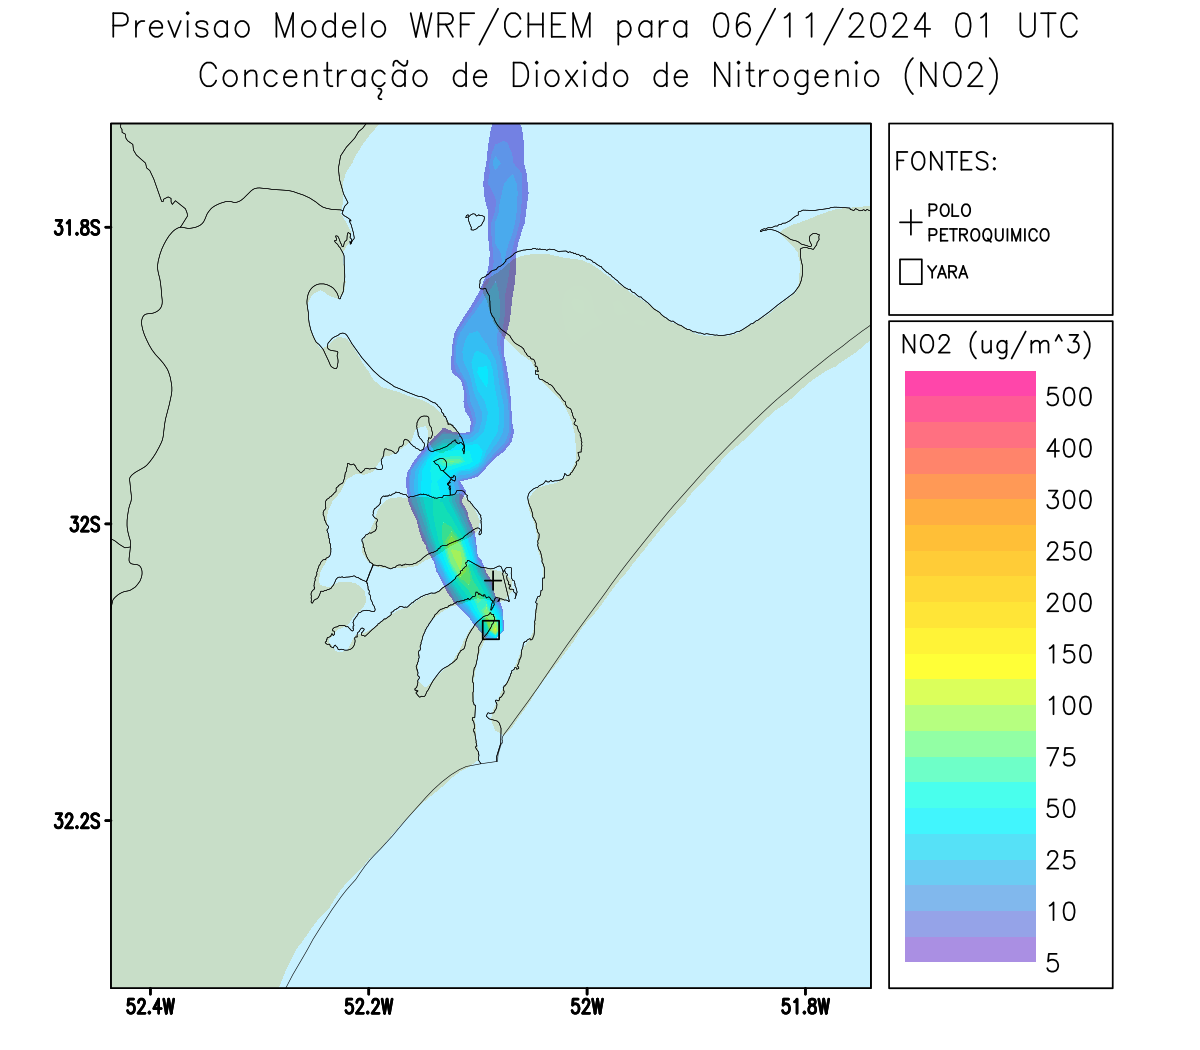 Previsao Modelo WRF/CHEM para 06/11/2024 01 UTC
Concentração de Dioxido de Nitrogenio (NO2)
FONTES:
POLO
PETROQUIMICO
YARA
NO2 (ug/m^3)
500
400
300
250
200
150
100
75
50
25
10
5
31.8S
32S
32.2S
52.4W
52.2W
52W
51.8W